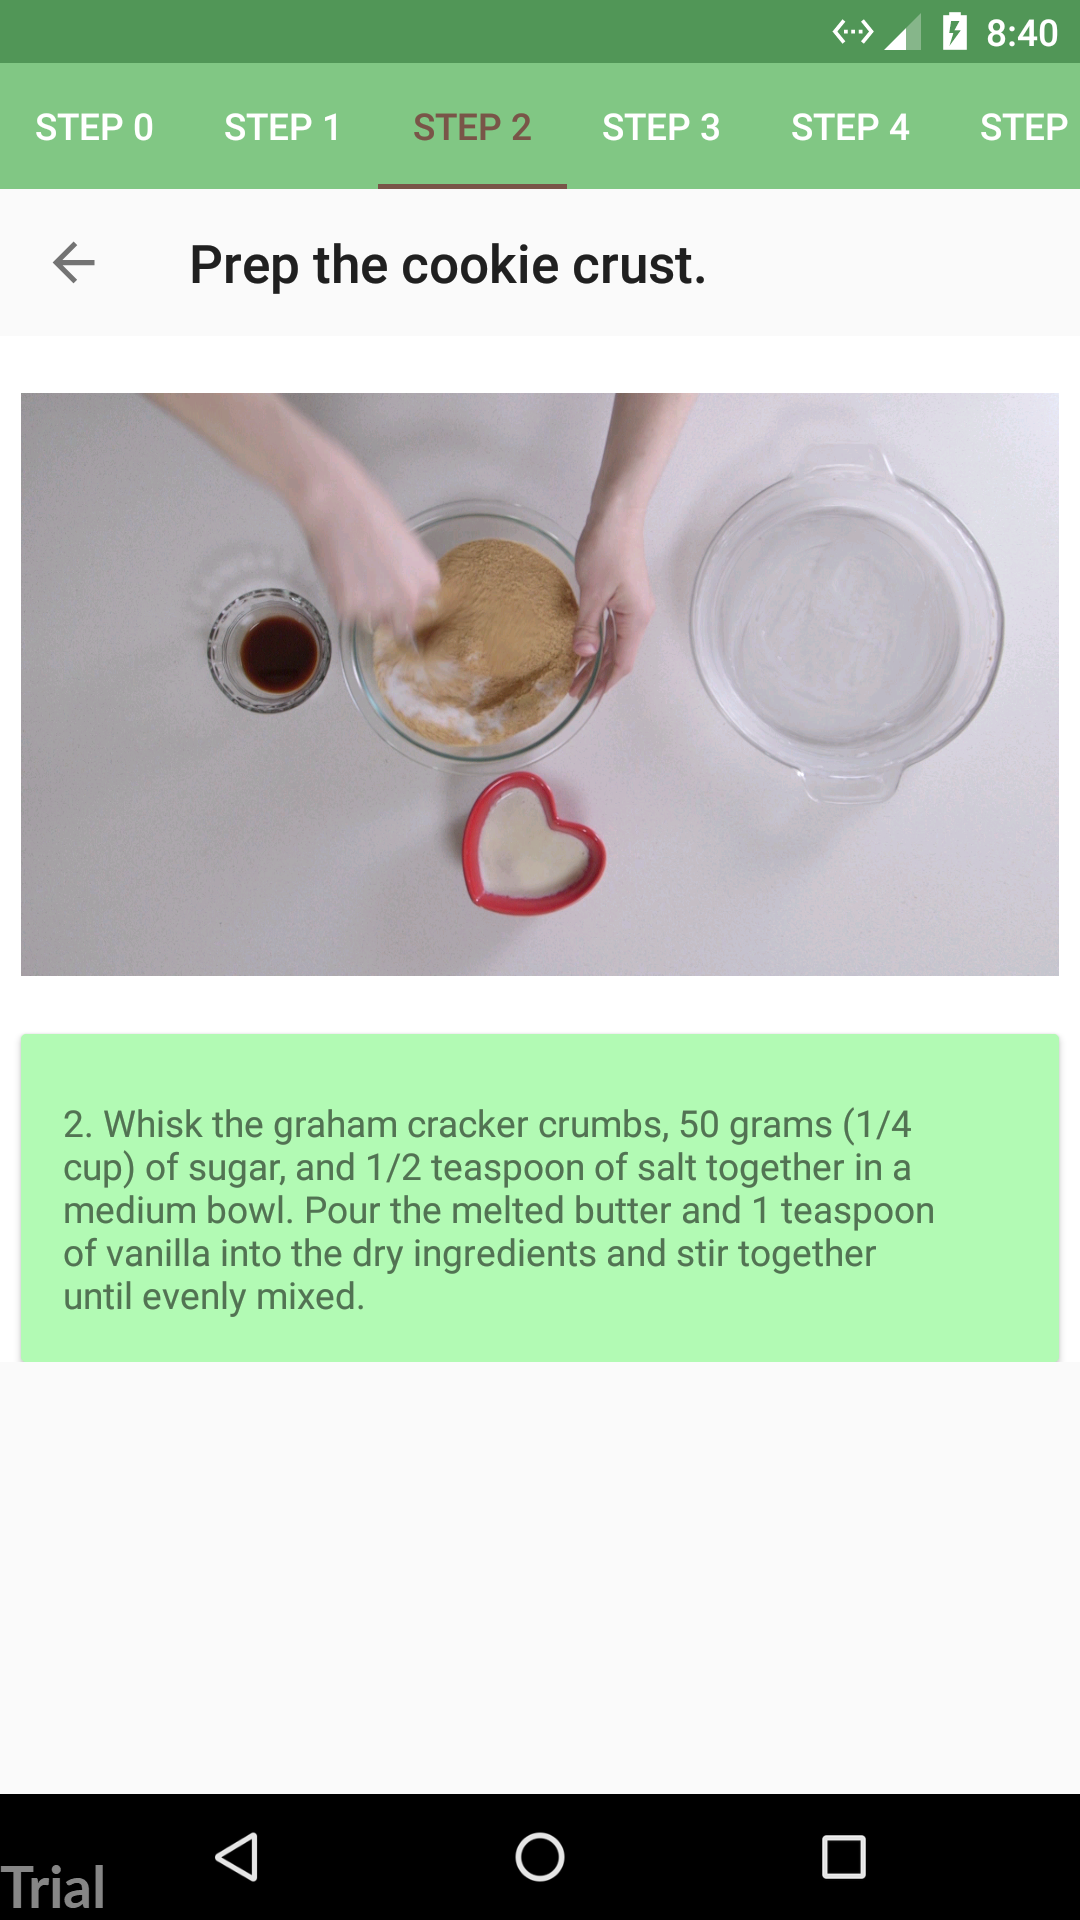 8:40
STEP 0 STEP 1 STEP 2 STEP 3 STEP 4 STEP
Prep the cookie crust.
2. Whisk the graham cracker crumbs, 50 grams (1/4
cup) of sugar, and 1/2 teaspoon of salt together in a
medium bowl. Pour the melted butter and 1 teaspoon
of vanilla into the dry ingredients and stir together
until evenly mixed.
Trial